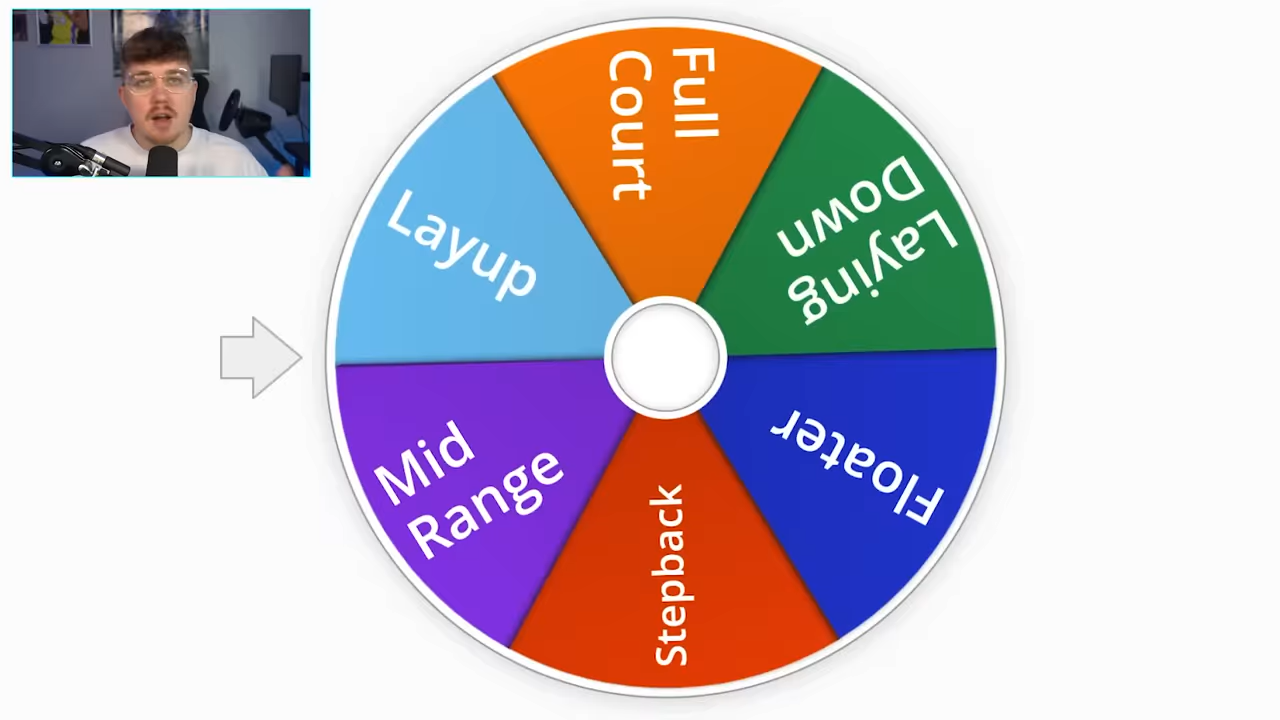 Full
Court
Laying
Down
Layup
Floater
Mid
Range
Stepback